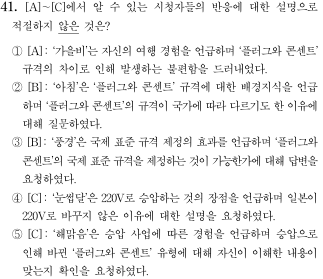 41. [A]~[C]에서 알 수 있는 시청자들의 반응에 대한 설명으로
적절하지 않은 것은?
① [A] : ‘가을비’는 자신의 여행 경험을 언급하며 ‘플러그와 콘센트’
규격의 차이로 인해 발생하는 불편함을 드러내었다.
② [B] : ‘아침’은 ‘플러그와 콘센트’ 규격에 대한 배경지식을 언급
하며 ‘플러그와 콘센트’의 규격이 국가에 따라 다르기도 한 이유에
대해 질문하였다.
③ [B] : ‘풍경’은 국제 표준 규격 제정의 효과를 언급하며 ‘플러그와
콘센트’의 국제 표준 규격을 제정하는 것이 가능한가에 대해 답변을
요청하였다.
④ [C] : ‘눈썹달’은 220V로 승압하는 것의 장점을 언급하며 일본이
220V로 바꾸지 않은 이유에 대한 설명을 요청하였다.
⑤ [C] : ‘해맑음’은 승압 사업에 따른 경험을 언급하며 승압으로
인해 바뀐 ‘플러그와 콘센트’ 유형에 대해 자신이 이해한 내용이
맞는지 확인을 요청하였다.